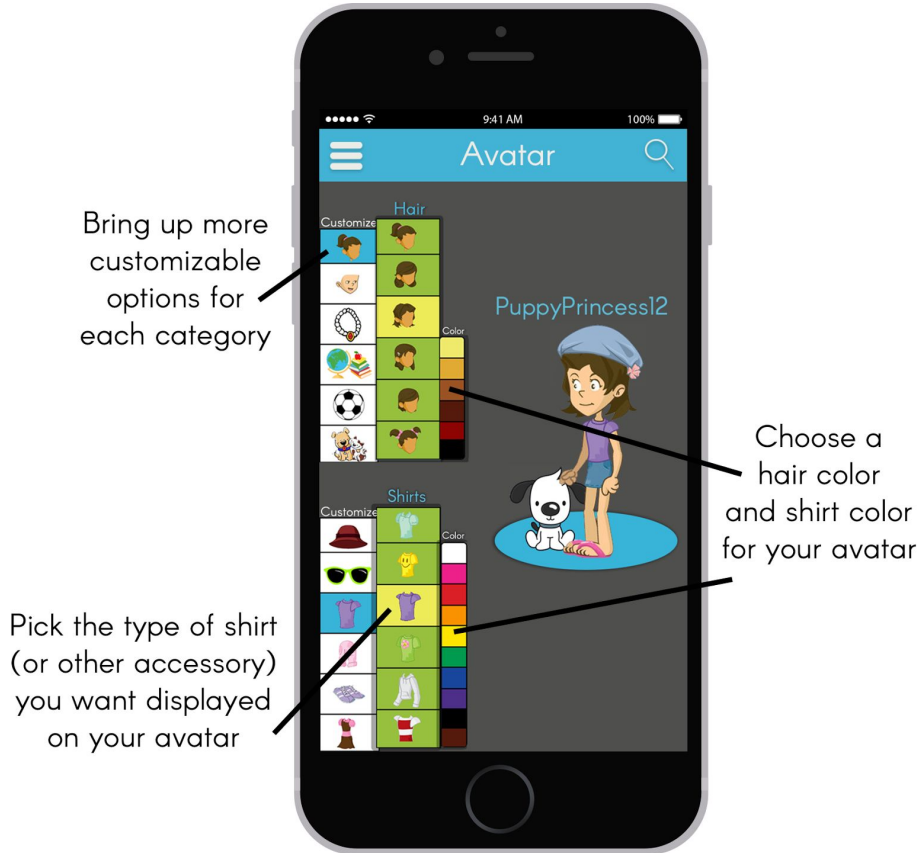 9:41 AM
100%
Avatar
Hair
Customize
Color
PuppyPrincess12
Shirts
Customize
Color
Bring up more
customizable
options for
each category
Pick the type of shirt
(or other accessory)
you want displayed
on your avatar
Choose a
hair color
and shirt color
for your avatar